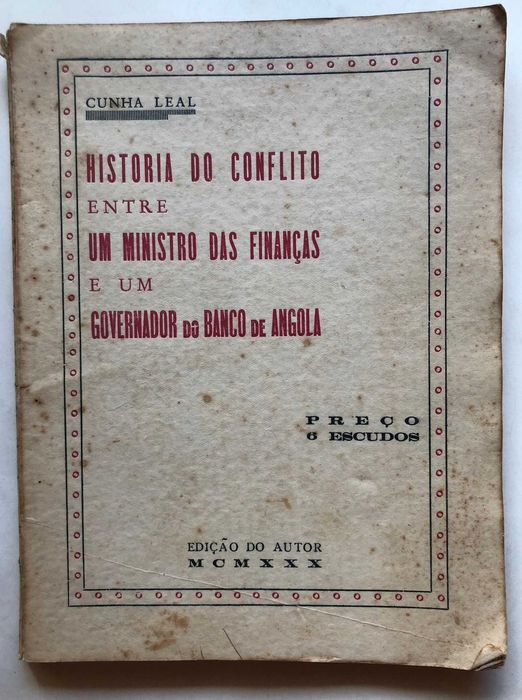 CUNHA LEAL
HISTORIA DO CONFLITO
ENTRE
UM MINISTRO DAS FINANÇAS
E UM
GOVERNADOR DO BANCO DE ANGOLA
PREÇO
6 ESCUDOS
EDIÇÃO DO AUTOR
MCMXXX